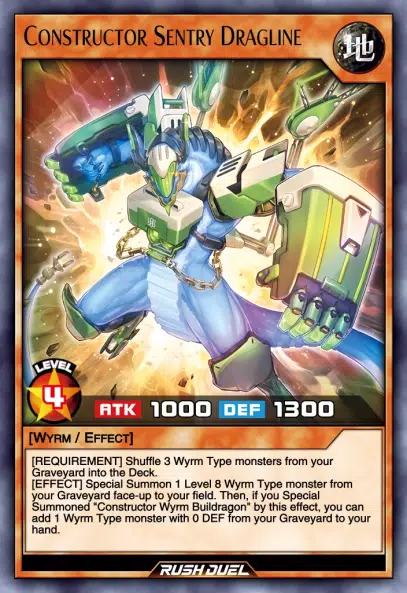 CONSTRUCTOR SENTRY DRAGLINE
地
LEVEL
4
ATK 1000 DEF 1300
[WYRM / EFFECT]
[REQUIREMENT] Shuffle 3 Wyrm Type monsters from your
Graveyard into the Deck.
[EFFECT] Special Summon 1 Level 8 Wyrm Type monster from
your Graveyard face-up to your field. Then, if you Special
Summoned "Constructor Wyrm Buildragon" by this effect, you can
add 1 Wyrm Type monster with 0 DEF from your Graveyard to your
hand.
RUSH DUEL